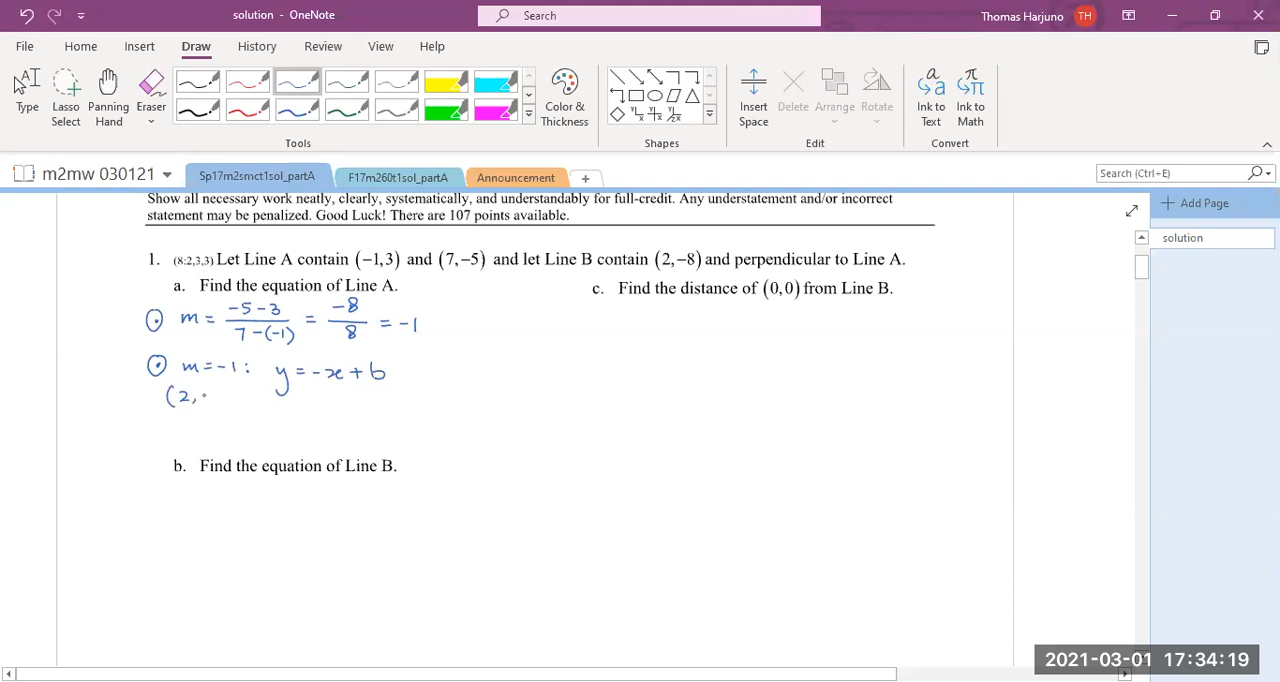 solution - OneNote
Search
Thomas Harjuno TH
File Home Insert Draw History Review View Help
Type Lasso Select Panning Hand Eraser Color & Thickness Insert Space Delete Arrange Rotate Ink to Text Ink to Math
Tools Shapes Edit Convert
m2mw 030121 Sp17m2smct1sol_partA F17m260t1sol_partA Announcement Search (Ctrl+E)
Show all necessary work neatly, clearly, systematically, and understandably for full-credit. Any understatement and/or incorrect
statement may be penalized. Good Luck! There are 107 points available.
Add Page
solution
1. (8:2,3,3) Let Line A contain (−1,3) and (7,−5) and let Line B contain (2,−8) and perpendicular to Line A.
a. Find the equation of Line A.
m = (-5-3)/(7-(-1)) = -8/8 = -1
m = -1 : y = -x + b
(2,
b. Find the equation of Line B.
c. Find the distance of (0,0) from Line B.
2021-03-01 17:34:19